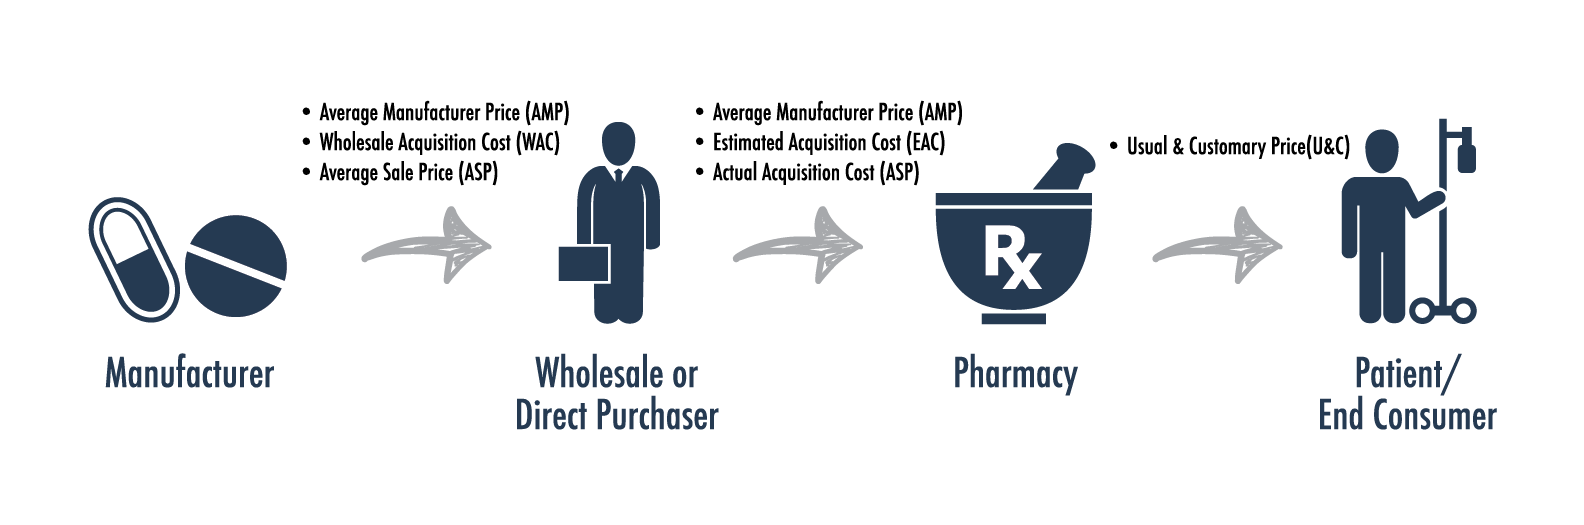 • Average Manufacturer Price (AMP)
• Wholesale Acquisition Cost (WAC)
• Average Sale Price (ASP)
• Average Manufacturer Price (AMP)
• Estimated Acquisition Cost (EAC)
• Actual Acquisition Cost (ASP)
• Usual & Customary Price(U&C)
Rx
Manufacturer
Wholesale or
Direct Purchaser
Pharmacy
Patient/
End Consumer